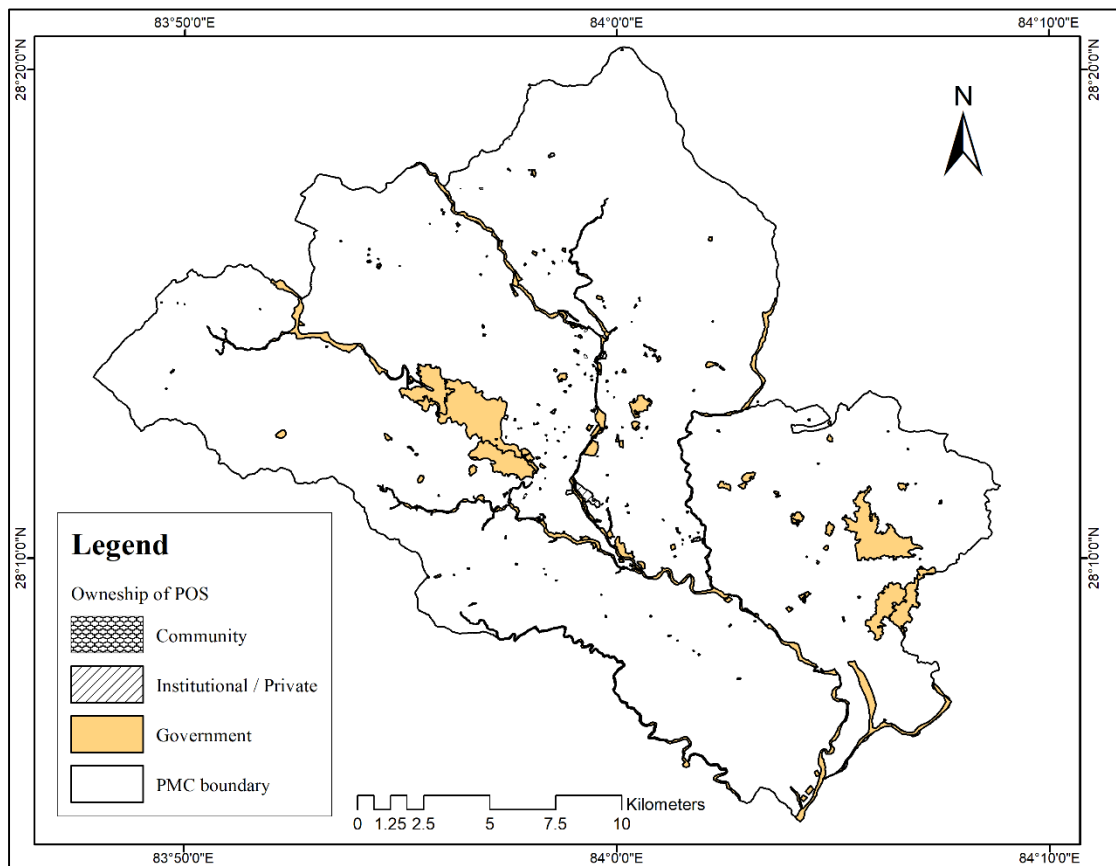 83°50'0"E 84°0'0"E 84°10'0"E
28°20'0"N 28°20'0"N
N
28°10'0"N 28°10'0"N
Legend
Owneship of POS
Community
Institutional / Private
Government
PMC boundary
Kilometers
0 1.25 2.5 5 7.5 10
83°50'0"E 84°0'0"E 84°10'0"E